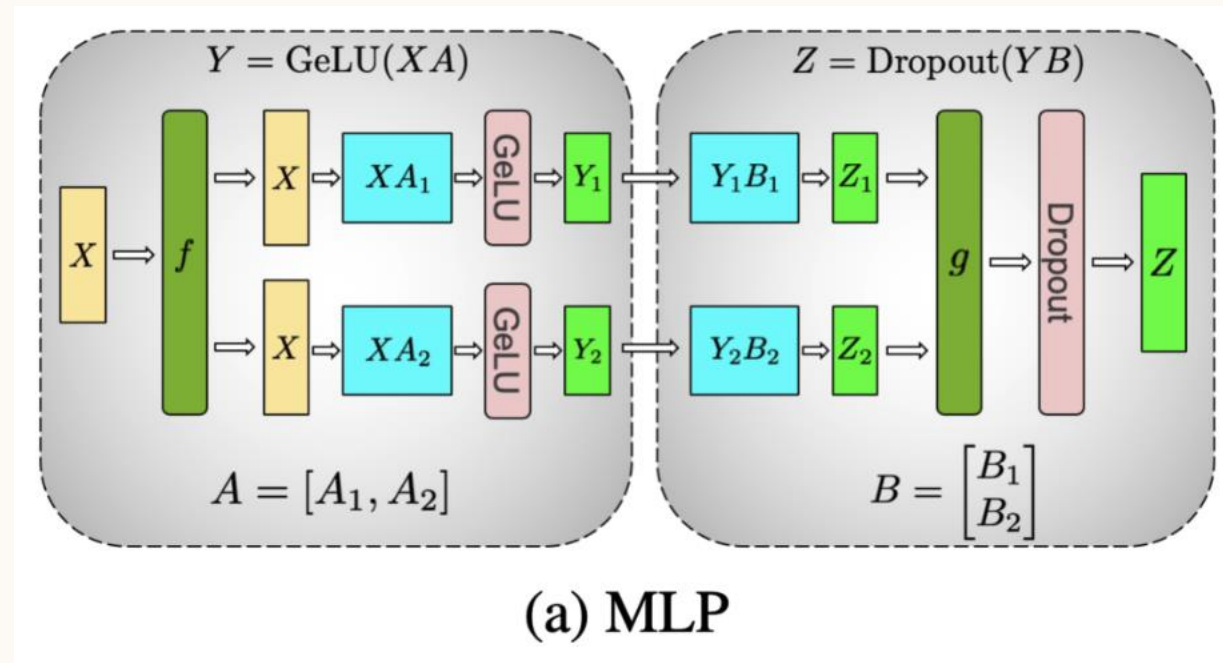 Y = GeLU(XA)
Z = Dropout(YB)
X
f
X
XA₁
GeLU
Y₁
X
XA₂
GeLU
Y₂
Y₁B₁
Z₁
Y₂B₂
Z₂
g
Dropout
Z
A = [A₁, A₂]
B = [B₁
B₂]
(a) MLP